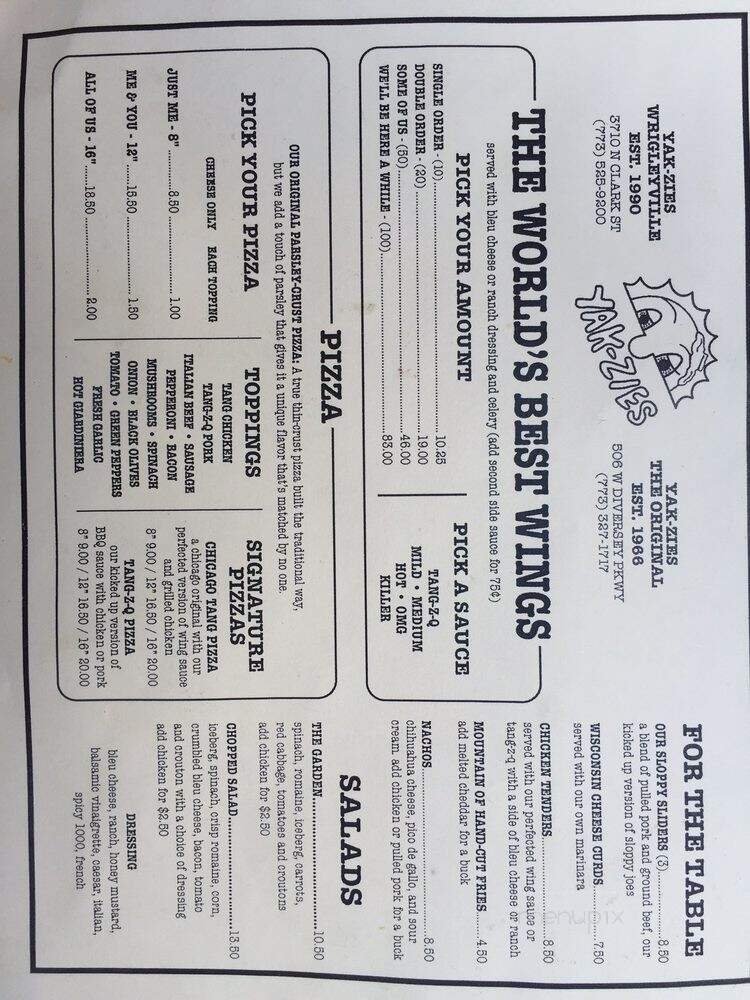 YAK-ZIES
WRIGLEYVILLE
EST. 1990
3710 N CLARK ST
(773) 525-9200
YAK-ZIES
YAK-ZIES
THE ORIGINAL
EST. 1966
506 W DIVERSEY PKWY
(773) 327-1717
THE WORLD'S BEST WINGS
served with bleu cheese or ranch dressing and celery (add second side sauce for 75¢)
PICK YOUR AMOUNT
SINGLE ORDER - (10)..........10.25
DOUBLE ORDER - (20)..........19.00
SOME OF US - (50)..........46.00
WE'LL BE HERE A WHILE - (100)..........83.00
PICK A SAUCE
TANG-Z-Q
MILD • MEDIUM
HOT • OMG
KILLER
PIZZA
OUR ORIGINAL PARSLEY-CRUST PIZZA: A true thin-crust pizza built the traditional way,
but we add a touch of parsley that gives it a unique flavor that's matched by no one.
PICK YOUR PIZZA
CHEESE ONLY EACH TOPPING
JUST ME - 8" ..........8.50 .......... 1.00
ME & YOU - 12" ..........15.50 .......... 1.50
ALL OF US - 16" ..........18.50 .......... 2.00
TOPPINGS
TANG CHICKEN
TANG-Z-Q PORK
ITALIAN BEEF • SAUSAGE
PEPPERONI • BACON
MUSHROOMS • SPINACH
ONION • BLACK OLIVES
TOMATO • GREEN PEPPERS
FRESH GARLIC
HOT GIARDINIERA
SIGNATURE
PIZZAS
CHICAGO TANG PIZZA
a chicago original with our
perfected version of wing sauce
and grilled chicken
8" 9.00 / 12" 16.50 / 16" 20.00
TANG-Z-Q PIZZA
our kicked up version of
BBQ sauce with chicken or pork
8" 9.00 / 12" 16.50 / 16" 20.00
FOR THE TABLE
OUR SLOPPY SLIDERS (3)..........8.50
a blend of pulled pork and ground beef, our
kicked up version of sloppy joes
WISCONSIN CHEESE CURDS..........7.50
served with our own marinara
CHICKEN TENDERS..........8.50
served with our perfected wing sauce or
tang-z-q with a side of bleu cheese or ranch
MOUNTAIN OF HAND-CUT FRIES..........4.50
add melted cheddar for a buck
NACHOS..........8.50
chihuahua cheese, pico de gallo, and sour
cream. add chicken or pulled pork for a buck
SALADS
THE GARDEN..........10.50
spinach, romaine, iceberg, carrots,
red cabbage, tomatoes and croutons
add chicken for $2.50
CHOPPED SALAD..........13.50
iceberg, spinach, crisp romaine, corn,
crumbled bleu cheese, bacon, tomato
and crouton with a choice of dressing
add chicken for $2.50
DRESSING
bleu cheese, ranch, honey mustard,
balsamic vinaigrette, caesar, italian,
spicy 1000, french